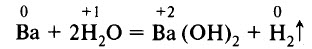 0 +1 +2 0
Ba + 2H₂O = Ba (OH)₂ + H₂↑